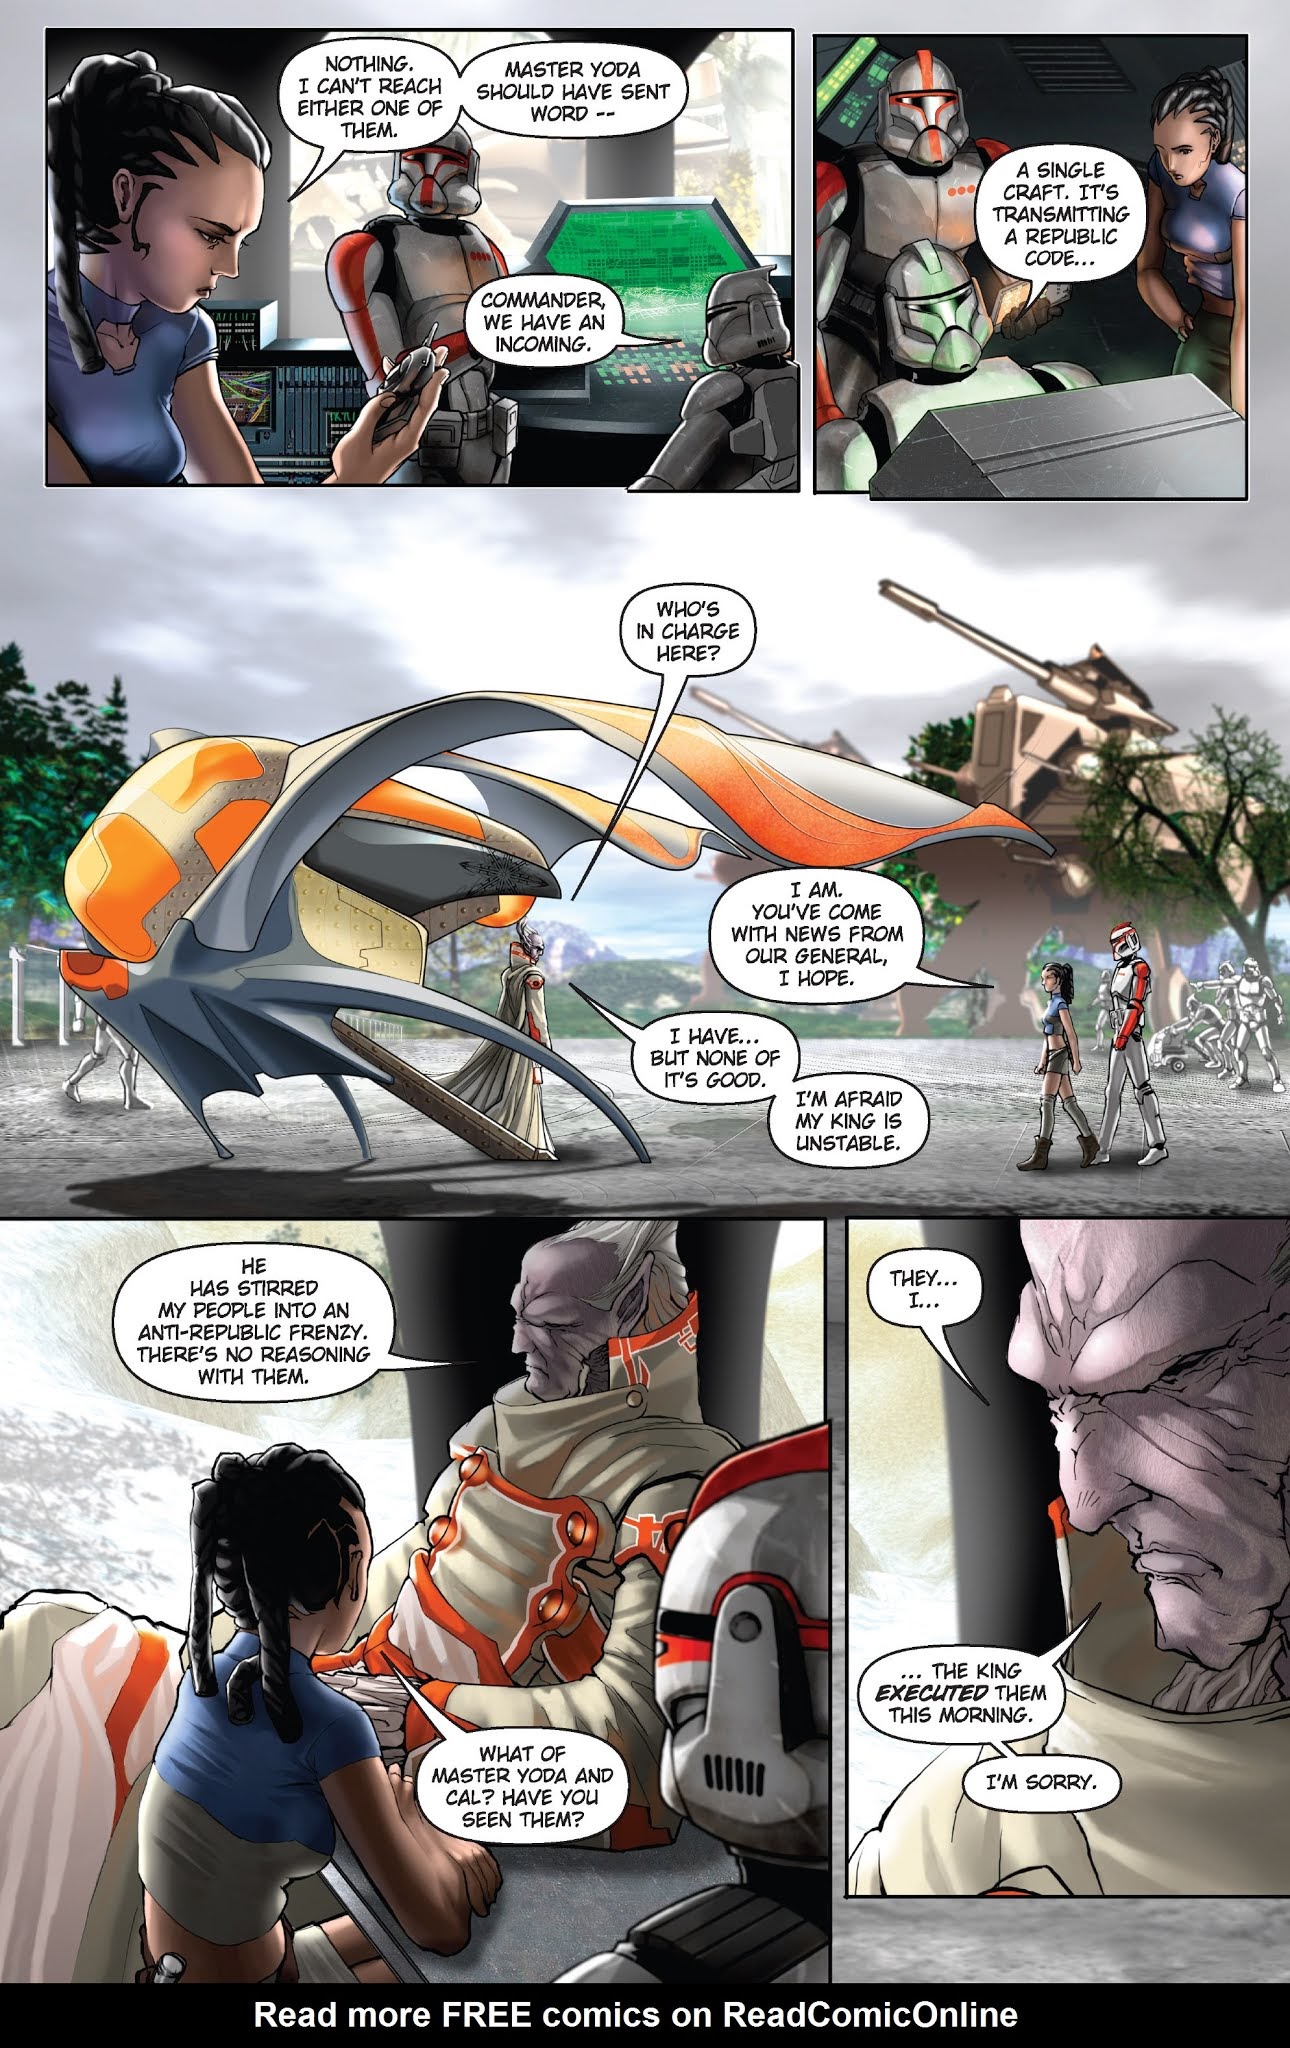 NOTHING.
I CAN'T REACH
EITHER ONE OF
THEM.
MASTER YODA
SHOULD HAVE SENT
WORD --
COMMANDER,
WE HAVE AN
INCOMING.
A SINGLE
CRAFT. IT'S
TRANSMITTING
A REPUBLIC
CODE...
WHO'S
IN CHARGE
HERE?
I AM.
YOU'VE COME
WITH NEWS FROM
OUR GENERAL,
I HOPE.
I HAVE...
BUT NONE OF
IT'S GOOD.
I'M AFRAID
MY KING IS
UNSTABLE.
HE
HAS STIRRED
MY PEOPLE INTO AN
ANTI-REPUBLIC FRENZY.
THERE'S NO REASONING
WITH THEM.
WHAT OF
MASTER YODA AND
CAL? HAVE YOU
SEEN THEM?
THEY...
I...
... THE KING
EXECUTED THEM
THIS MORNING.
I'M SORRY.
Read more FREE comics on ReadComicOnline